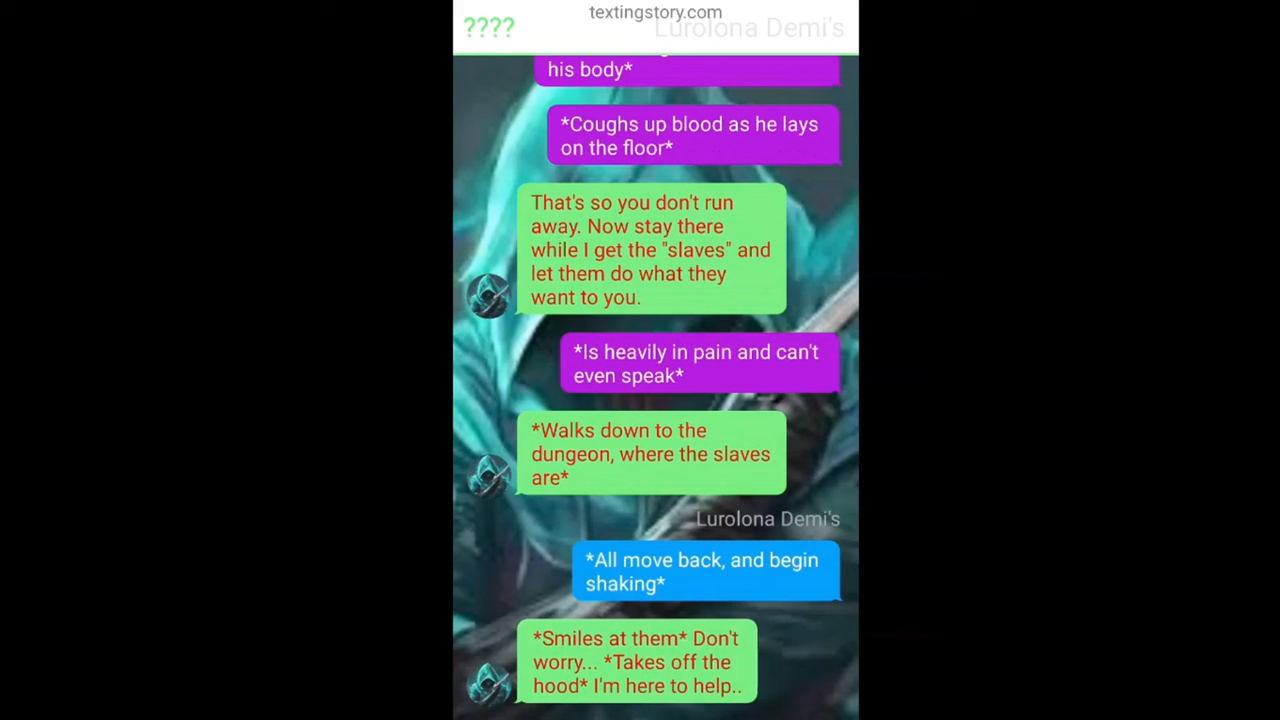 textingstory.com
????
Lurolona Demi's
his body*
*Coughs up blood as he lays
on the floor*
That's so you don't run
away. Now stay there
while I get the "slaves" and
let them do what they
want to you.
*Is heavily in pain and can't
even speak*
*Walks down to the
dungeon, where the slaves
are*
Lurolona Demi's
*All move back, and begin
shaking*
*Smiles at them* Don't
worry... *Takes off the
hood* I'm here to help..